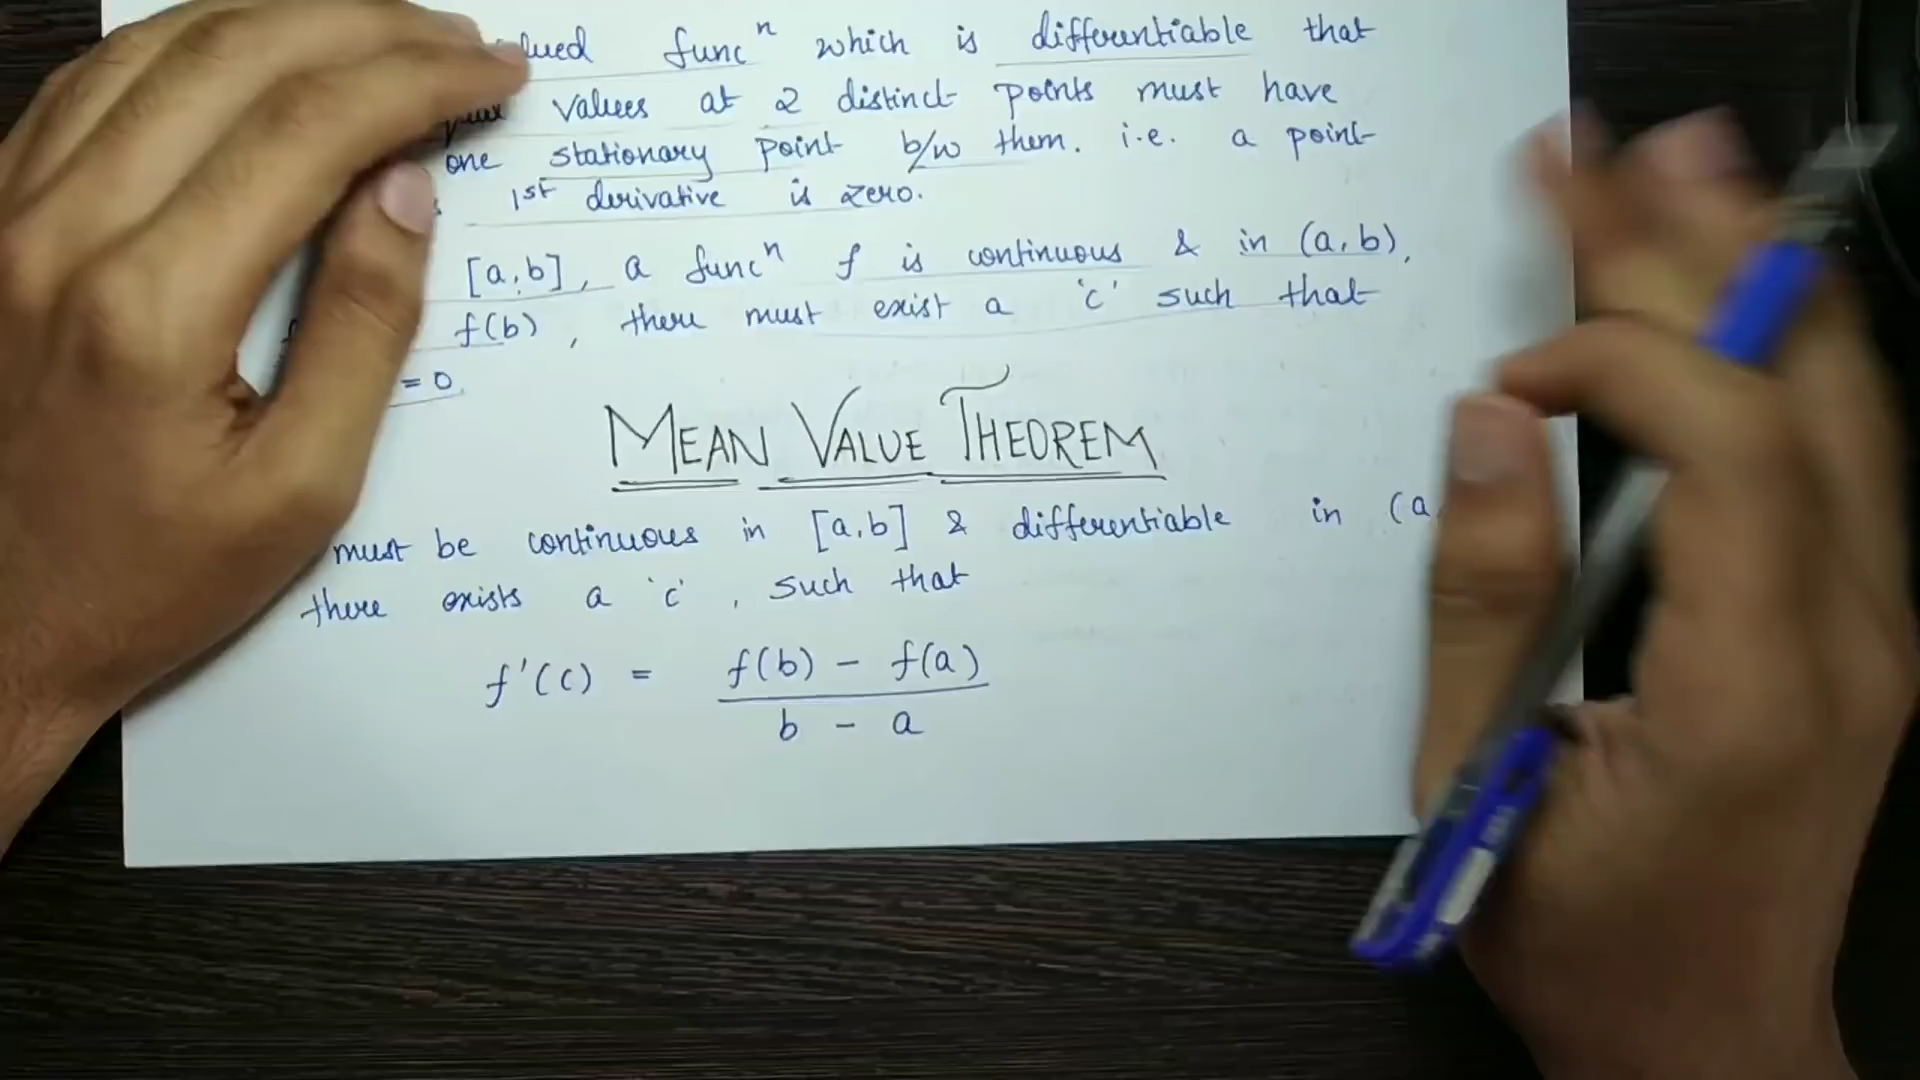 funcⁿ which is differentiable that
values at 2 distinct points must have
one stationary point b/w them. i.e. a point
1st derivative is zero.
[a,b], a funcⁿ f is continuous & in (a,b),
f(b), there must exist a 'c' such that
= 0.
MEAN VALUE THEOREM
must be continuous in [a,b] & differentiable in (a,
there exists a 'c', such that
f'(c) = f(b) - f(a)
b - a